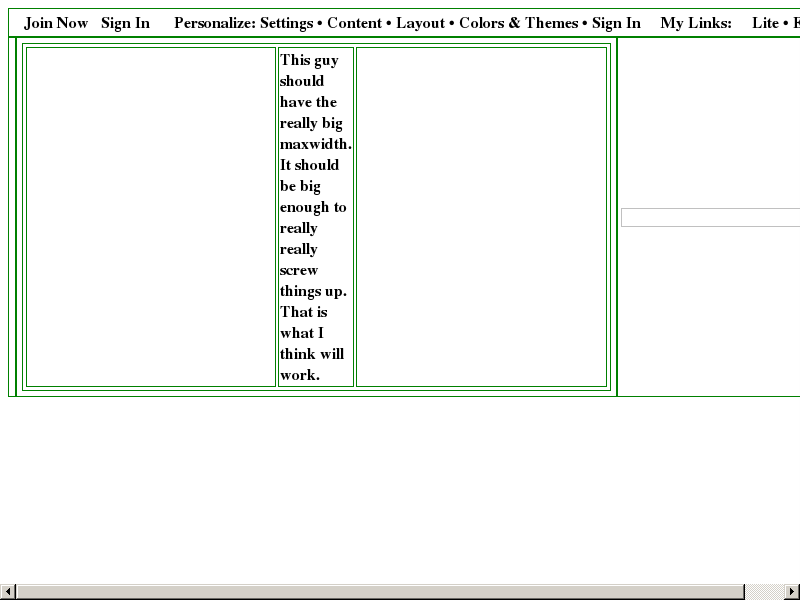 Join Now Sign In Personalize: Settings • Content • Layout • Colors & Themes • Sign In My Links: Lite •
This guy
should
have the
really big
maxwidth.
It should
be big
enough to
really
really
screw
things up.
That is
what I
think will
work.